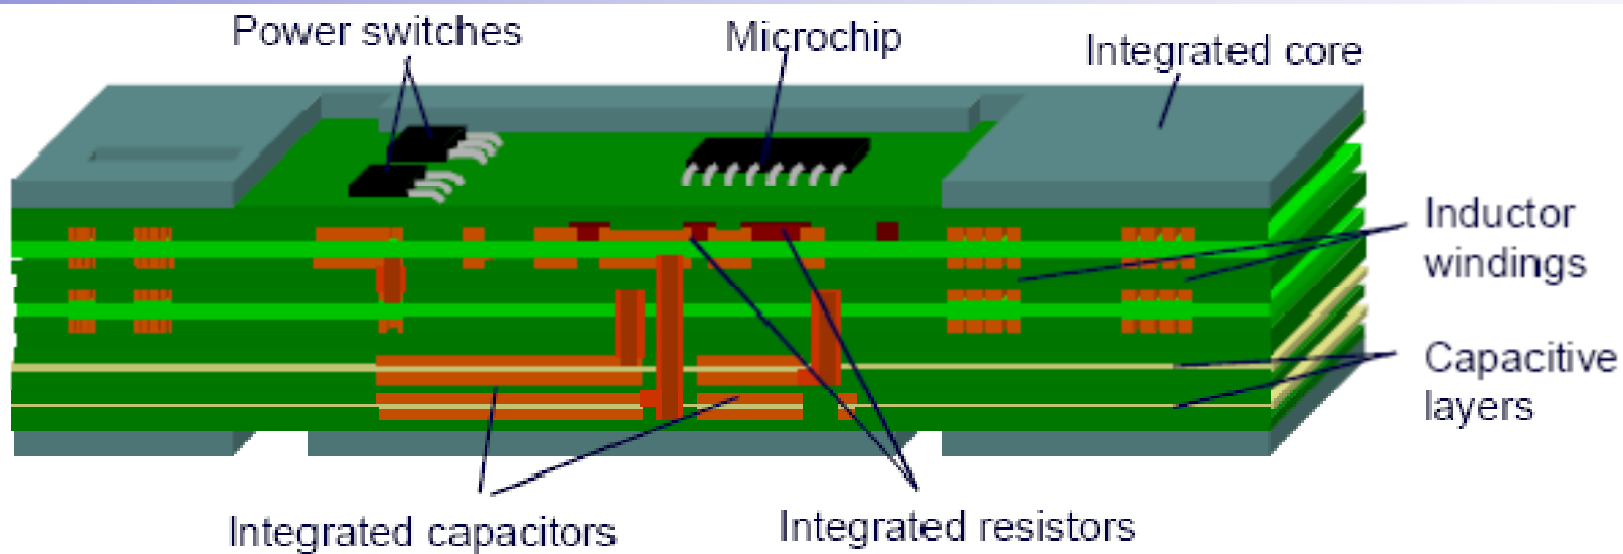 Power switches
Microchip
Integrated core
Inductor
windings
Capacitive
layers
Integrated capacitors
Integrated resistors